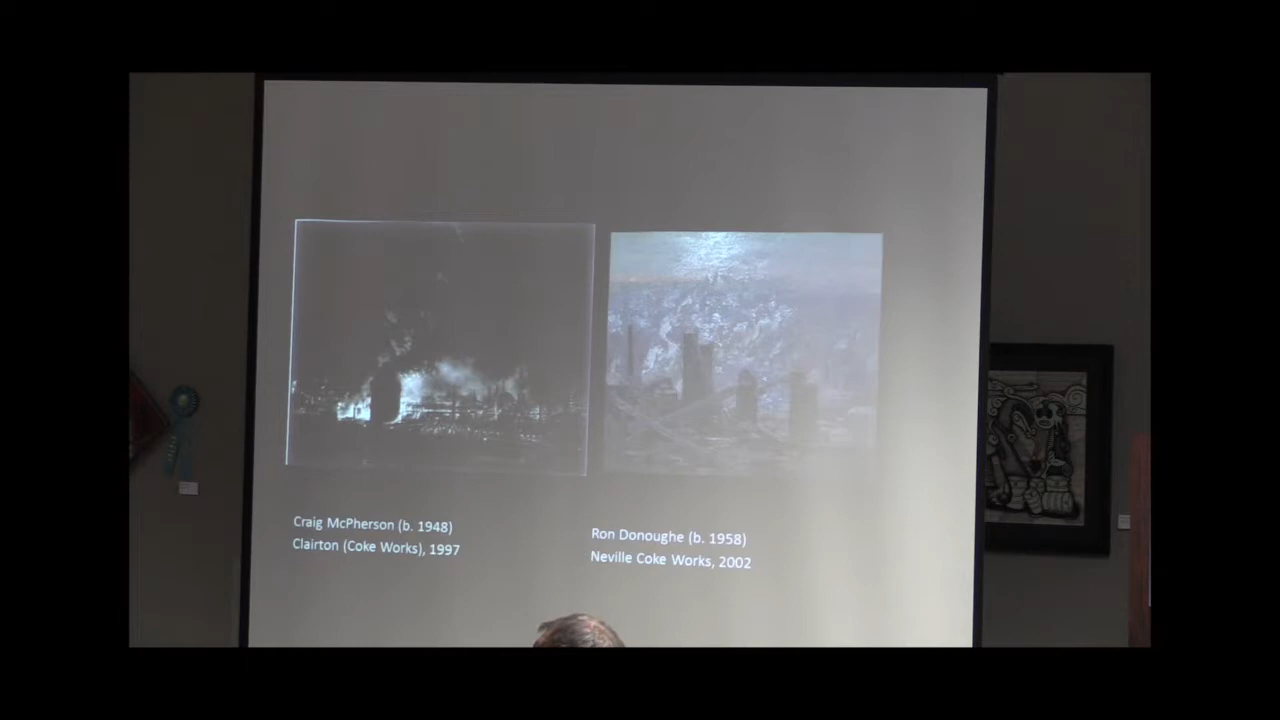 Craig McPherson (b. 1948)
Clairton (Coke Works), 1997
Ron Donoughe (b. 1958)
Neville Coke Works, 2002